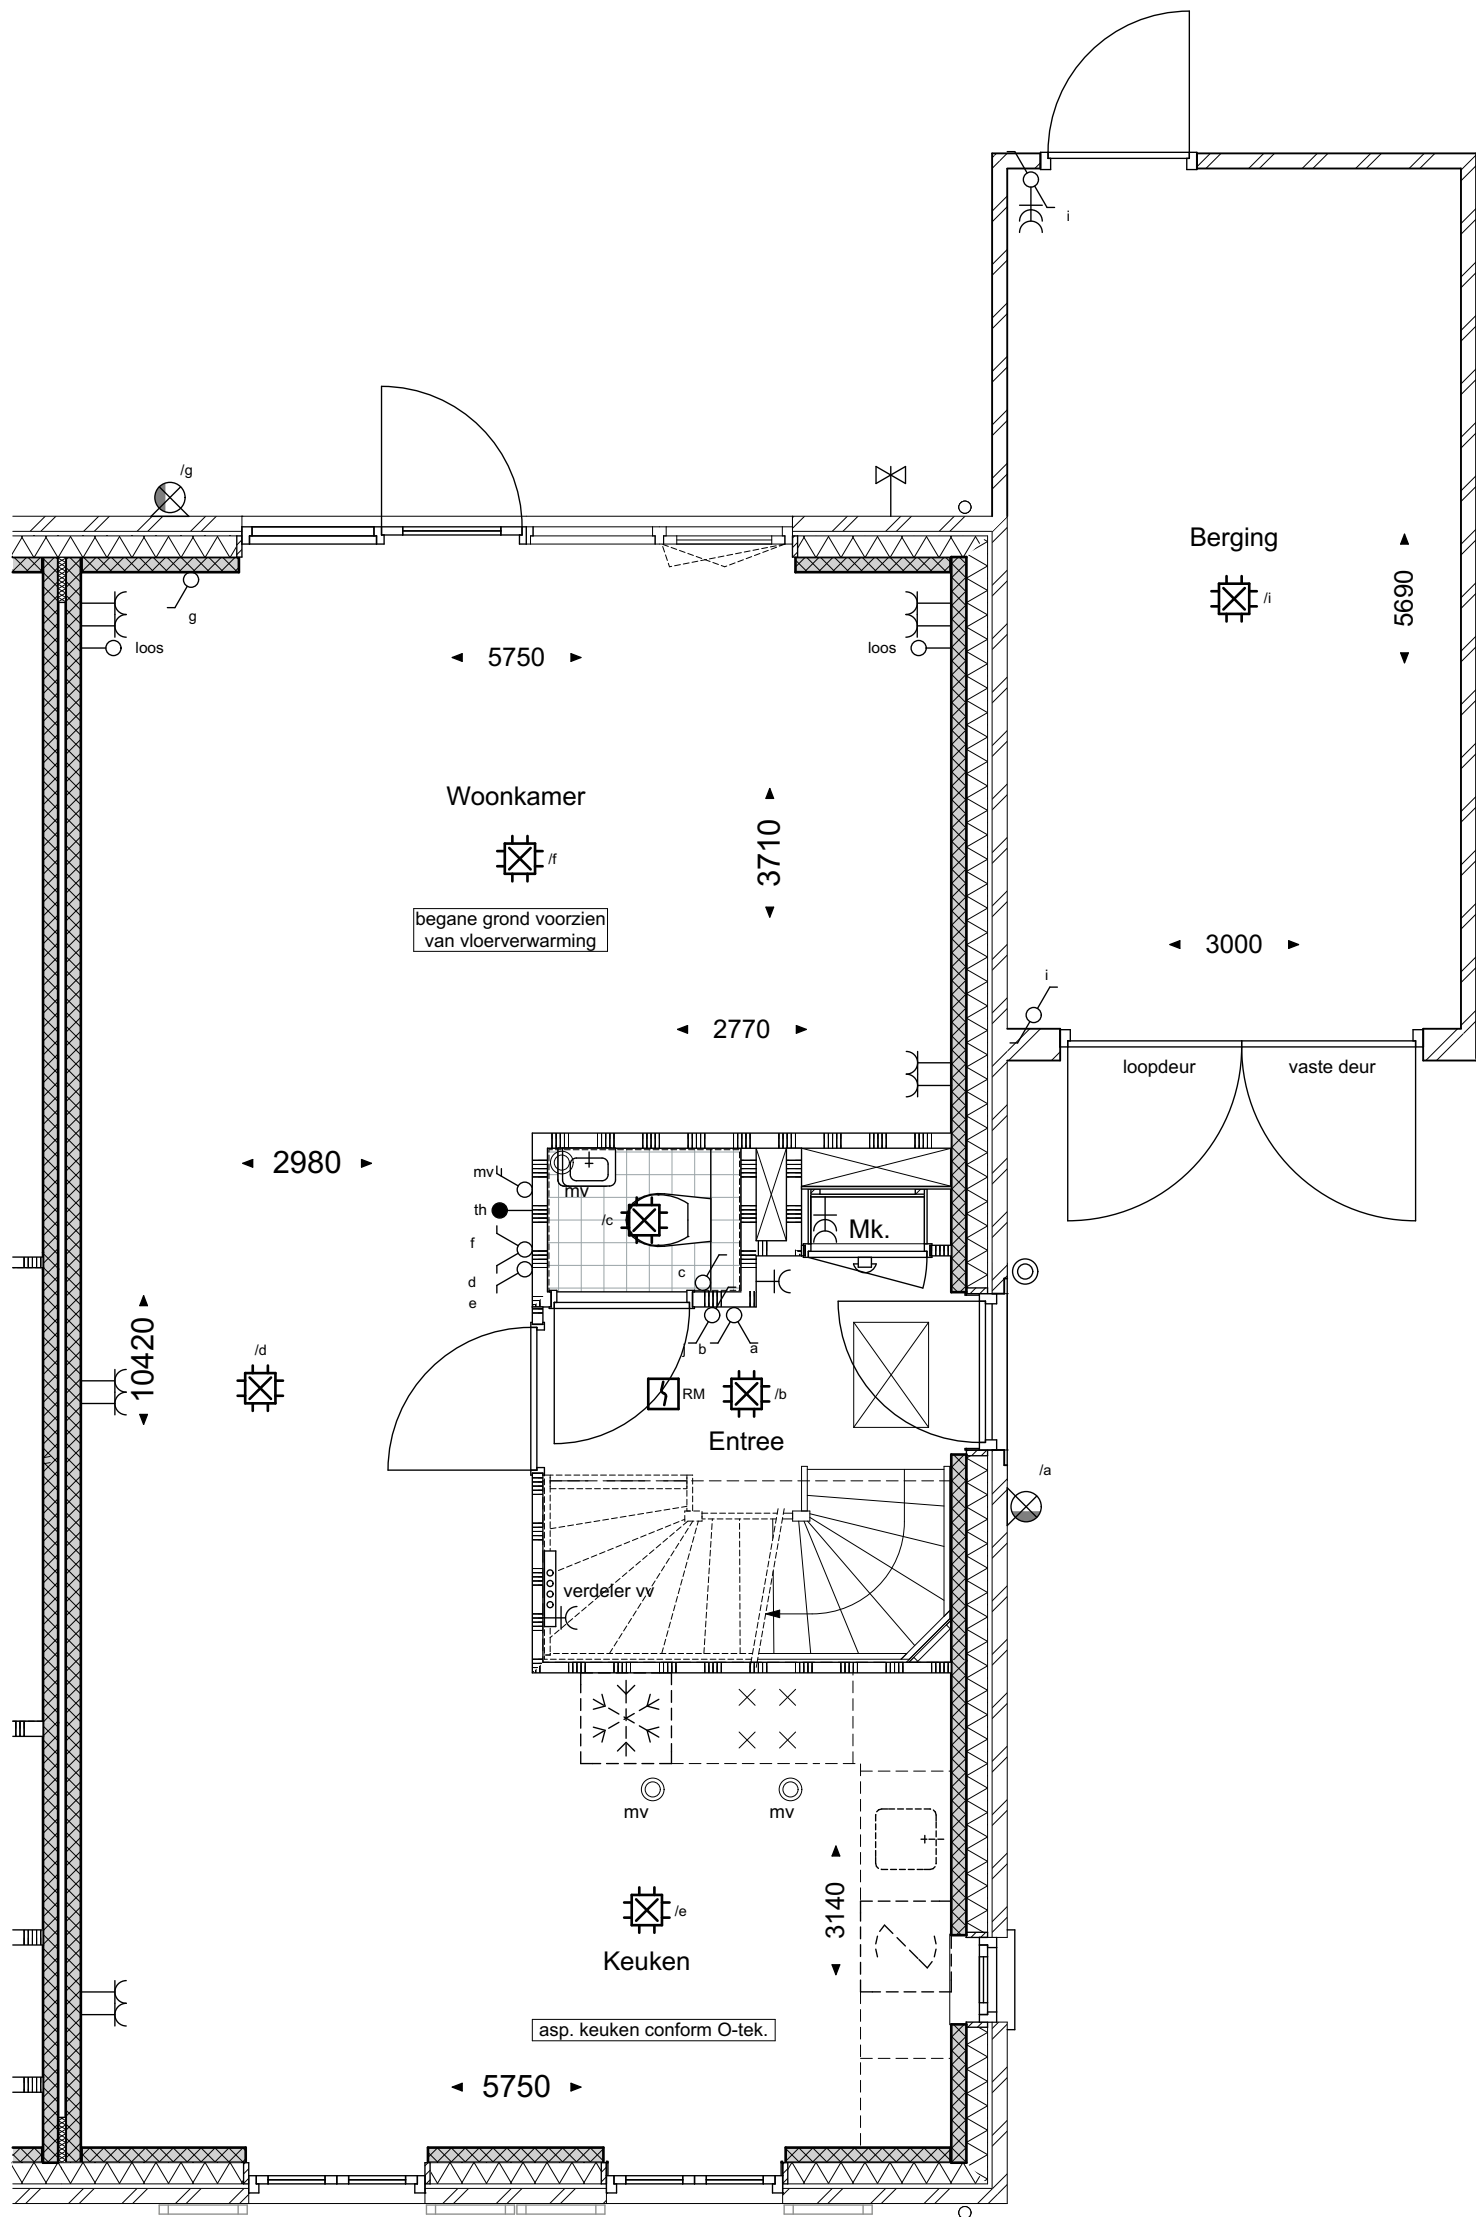 i
/g
Berging
/i
5690
g
loos
5750
loos
Woonkamer
/f
3710
begane grond voorzien
van vloerverwarming
3000
i
2770
loopdeur
vaste deur
2980
mv
mv
th
/c
Mk.
f
c
d
e
b
a
10420
/d
RM
/b
Entree
/a
verdeler vv
mv
mv
3140
/e
Keuken
asp. keuken conform O-tek.
5750